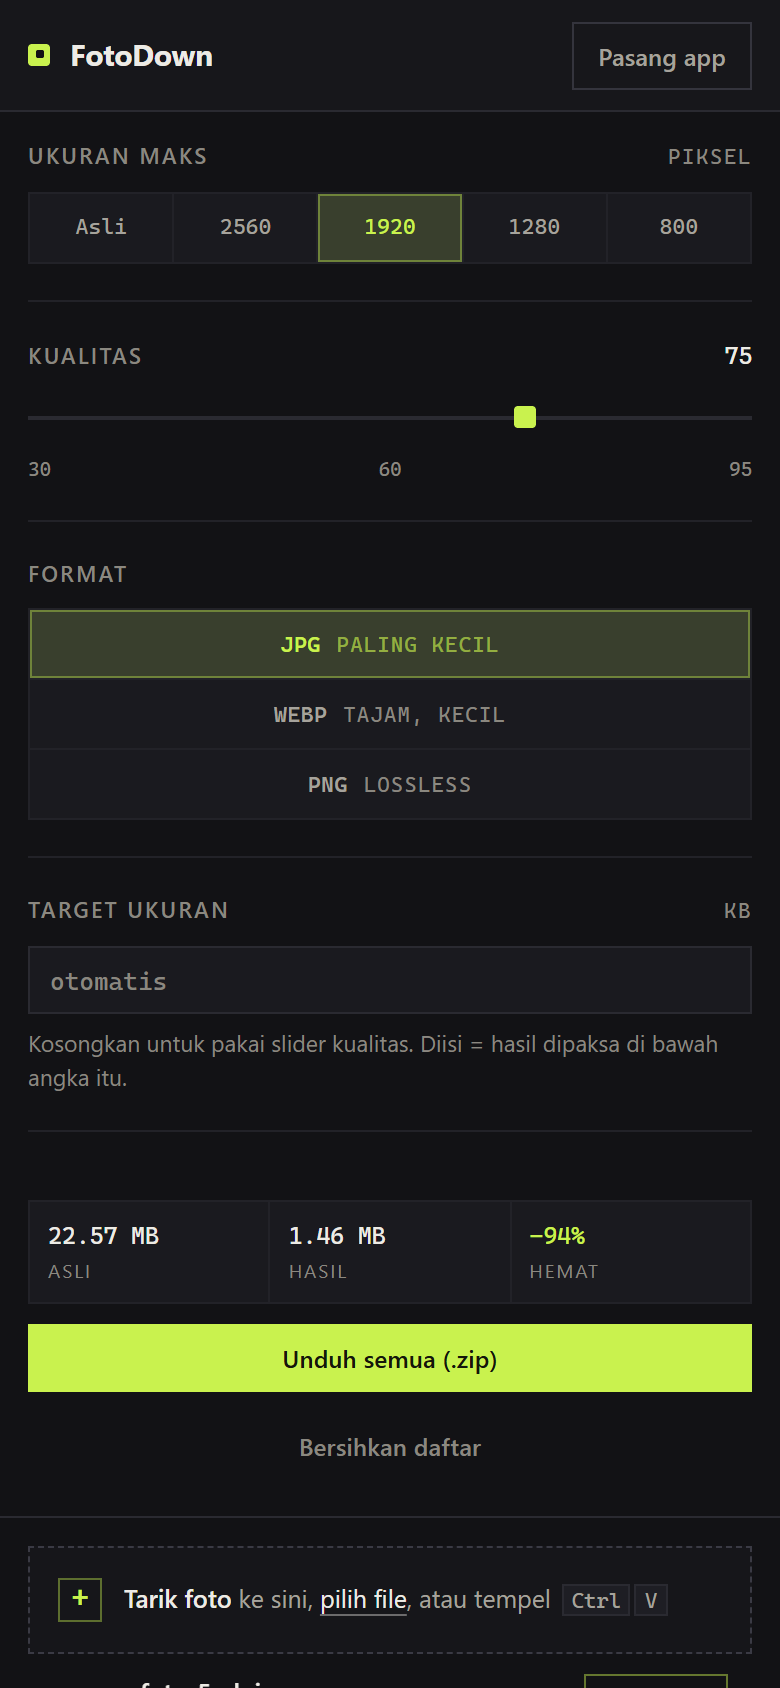 FotoDown
Pasang app
UKURAN MAKS
PIKSEL
Asli 2560 1920 1280 800
KUALITAS
75
30 60 95
FORMAT
JPG PALING KECIL
WEBP TAJAM, KECIL
PNG LOSSLESS
TARGET UKURAN
KB
otomatis
Kosongkan untuk pakai slider kualitas. Diisi = hasil dipaksa di bawah
angka itu.
22.57 MB
ASLI
1.46 MB
HASIL
−94%
HEMAT
Unduh semua (.zip)
Bersihkan daftar
+ Tarik foto ke sini, pilih file, atau tempel Ctrl V